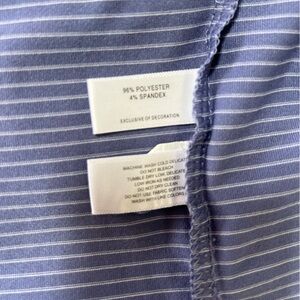 96% POLYESTER
4% SPANDEX
EXCLUSIVE OF DECORATION
MACHINE WASH COLD DELICATE
DO NOT BLEACH
TUMBLE DRY LOW, DELICATE
LOW IRON AS NEEDED
DO NOT DRY CLEAN
DO NOT USE FABRIC SOFTEN
WASH WITH LIKE COLORS